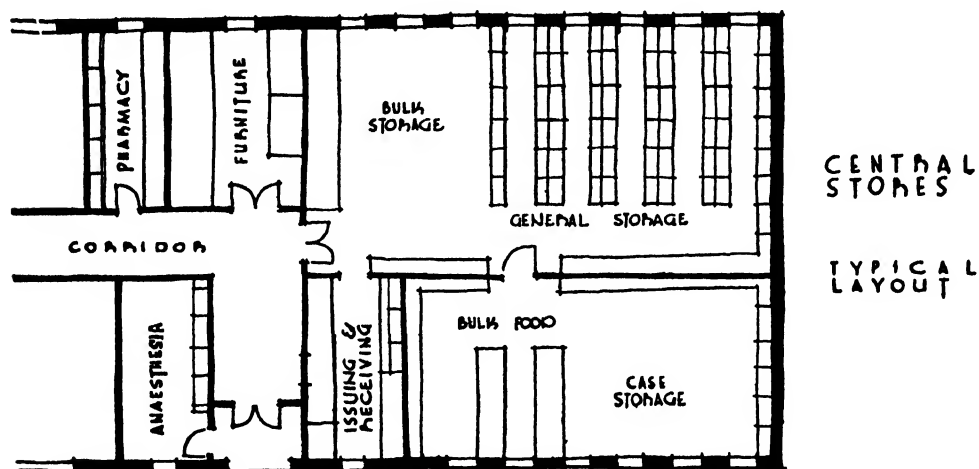 PHARMACY
FURNITURE
BULK
STORAGE
GENERAL STORAGE
CENTRAL
STORES
CORRIDOR
TYPICAL
LAYOUT
ANAESTHESIA
ISSUING &
RECEIVING
BULK FOOD
CASE
STORAGE